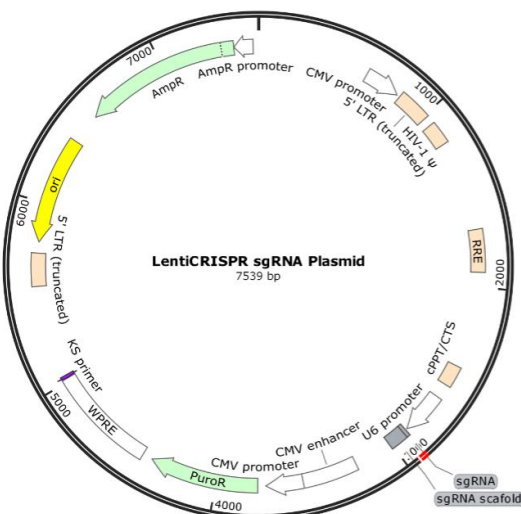 7000
AmpR promoter
AmpR
CMV promoter
1000
5' LTR (truncated)
HIV-1 Ψ
ori
6000
RRE
LentiCRISPR sgRNA Plasmid
7539 bp
2000
5' LTR (truncated)
cPPT/CTS
KS primer
U6 promoter
5000
WPRE
CMV enhancer
CMV promoter
sgRNA
PuroR
sgRNA scafold
4000